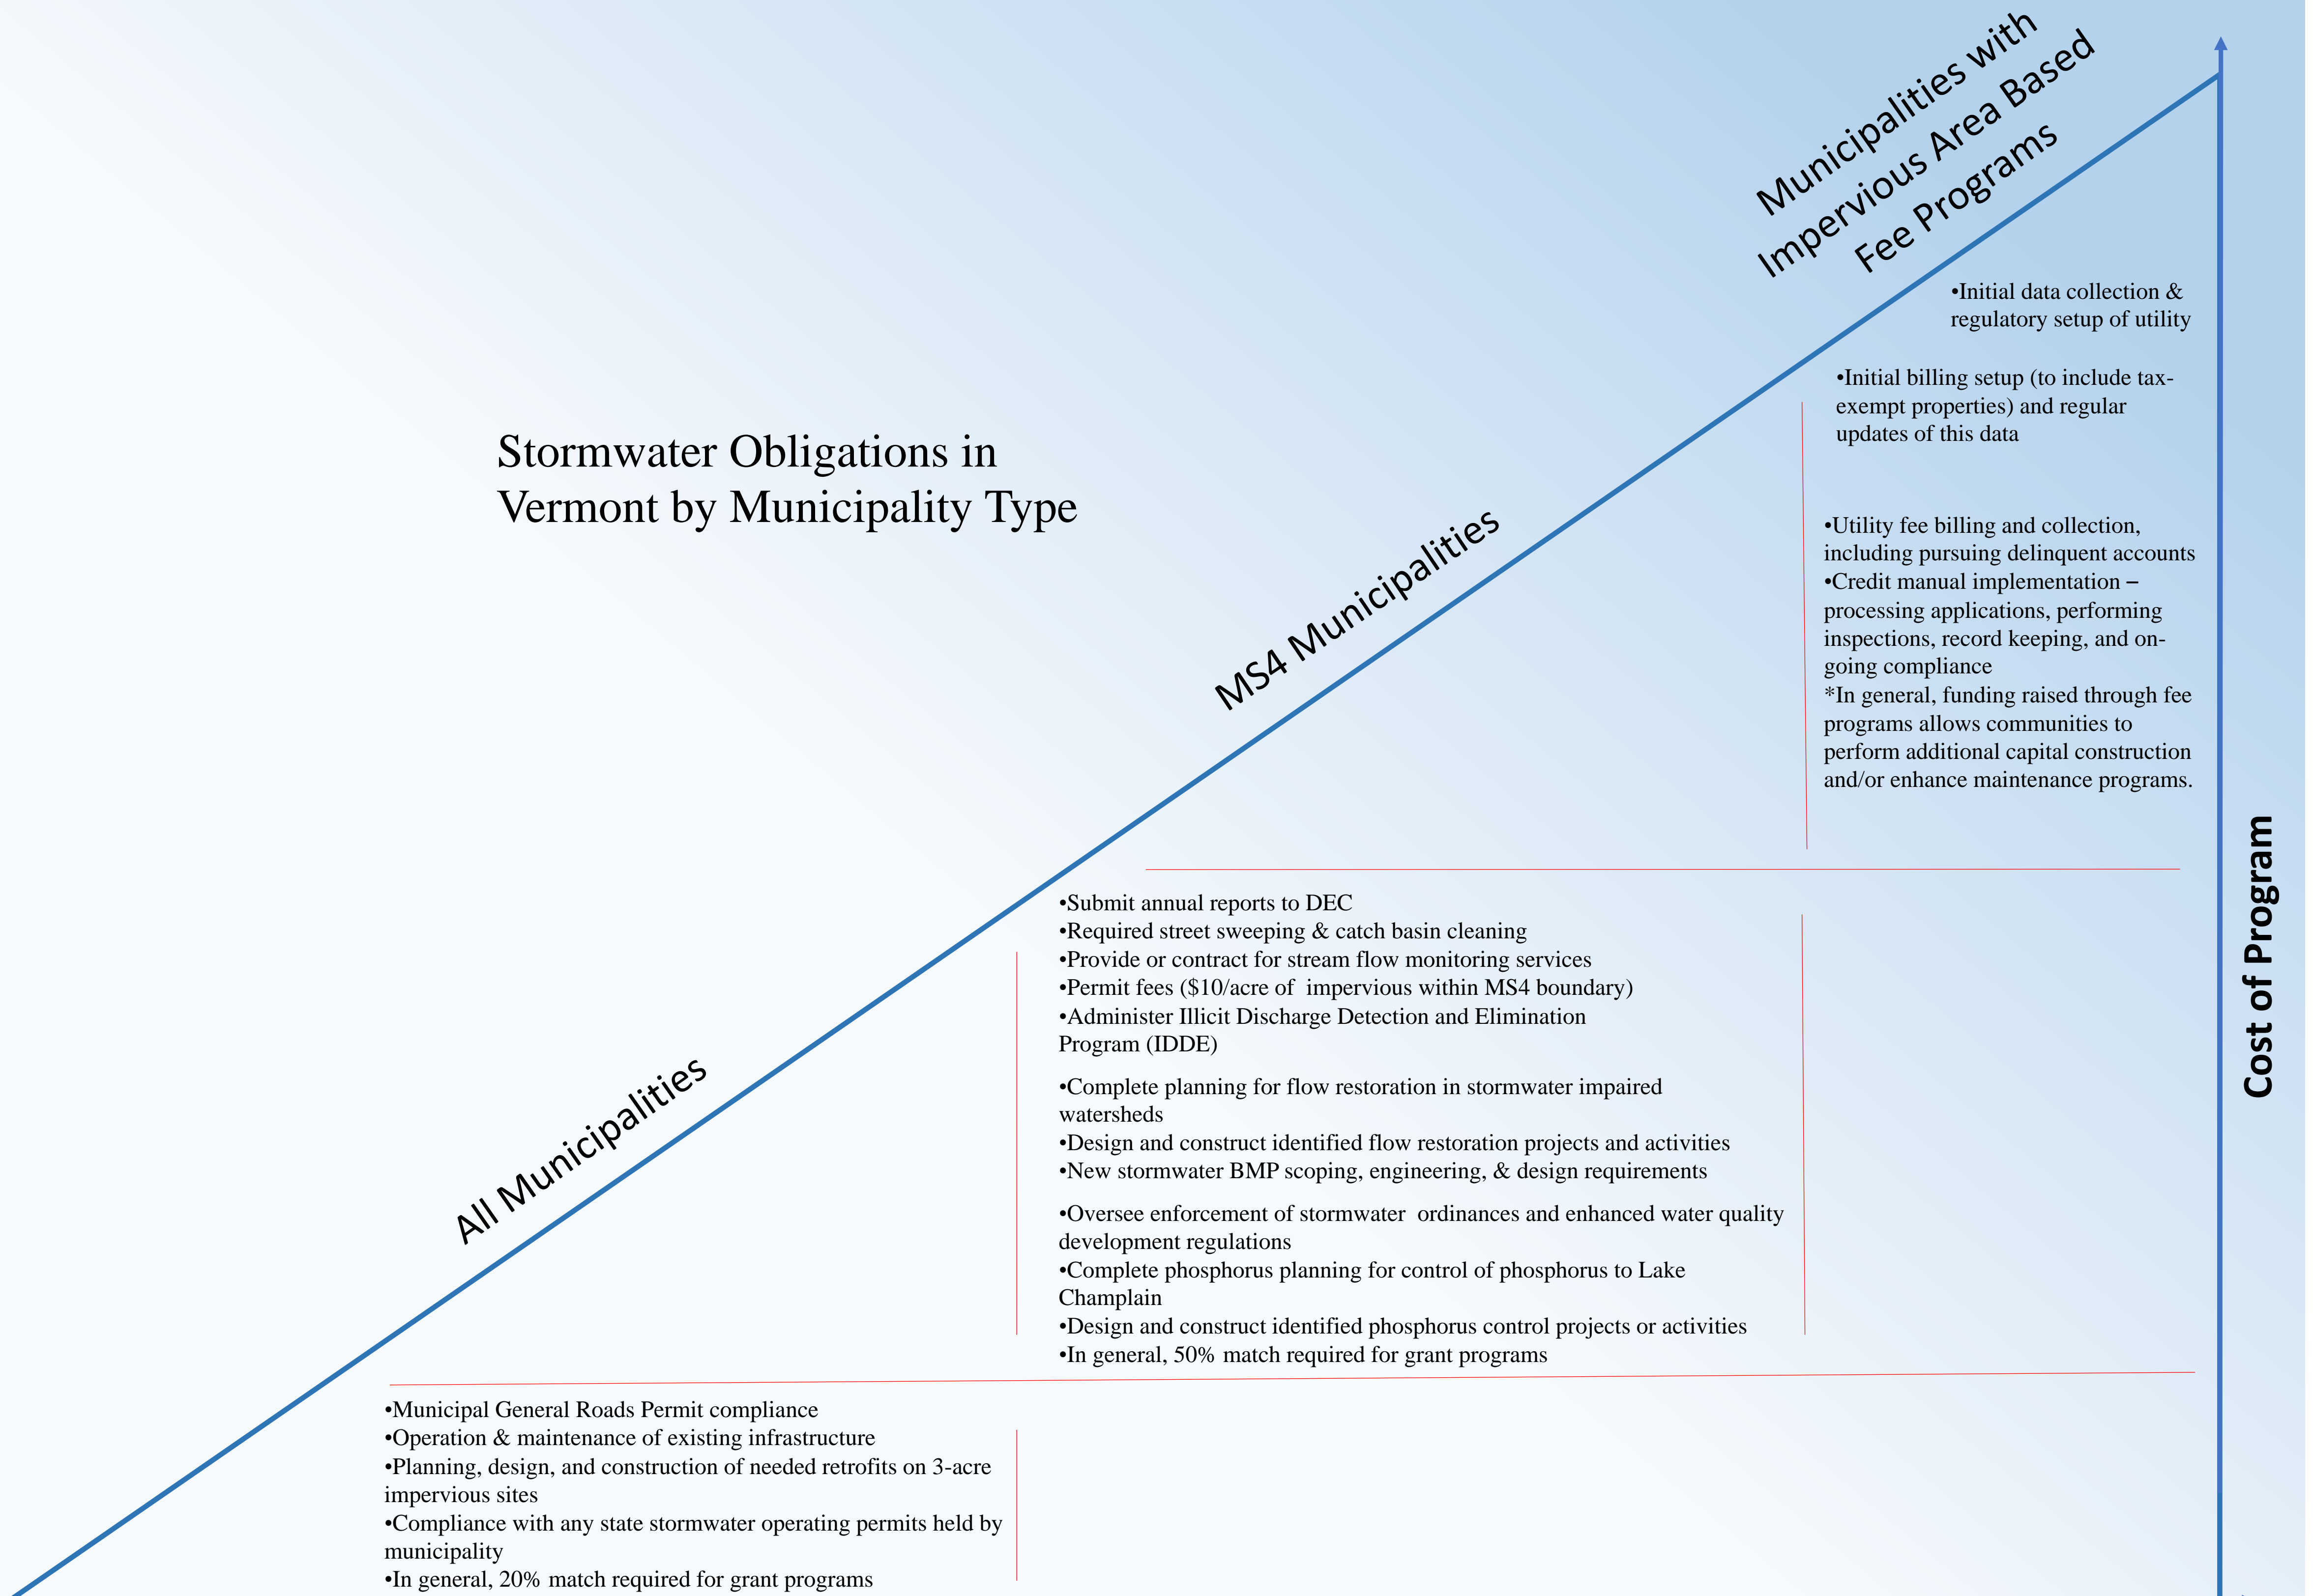 Municipalities with
Impervious Area Based
Fee Programs
•Initial data collection &
regulatory setup of utility
•Initial billing setup (to include tax-
exempt properties) and regular
updates of this data
Stormwater Obligations in
Vermont by Municipality Type
MS4 Municipalities
•Utility fee billing and collection,
including pursuing delinquent accounts
•Credit manual implementation –
processing applications, performing
inspections, record keeping, and on-
going compliance
*In general, funding raised through fee
programs allows communities to
perform additional capital construction
and/or enhance maintenance programs.
Cost of Program
•Submit annual reports to DEC
•Required street sweeping & catch basin cleaning
•Provide or contract for stream flow monitoring services
•Permit fees ($10/acre of  impervious within MS4 boundary)
•Administer Illicit Discharge Detection and Elimination
Program (IDDE)
•Complete planning for flow restoration in stormwater impaired
watersheds
•Design and construct identified flow restoration projects and activities
•New stormwater BMP scoping, engineering, & design requirements
•Oversee enforcement of stormwater  ordinances and enhanced water quality
development regulations
•Complete phosphorus planning for control of phosphorus to Lake
Champlain
•Design and construct identified phosphorus control projects or activities
•In general, 50% match required for grant programs
All Municipalities
•Municipal General Roads Permit compliance
•Operation & maintenance of existing infrastructure
•Planning, design, and construction of needed retrofits on 3-acre
impervious sites
•Compliance with any state stormwater operating permits held by
municipality
•In general, 20% match required for grant programs